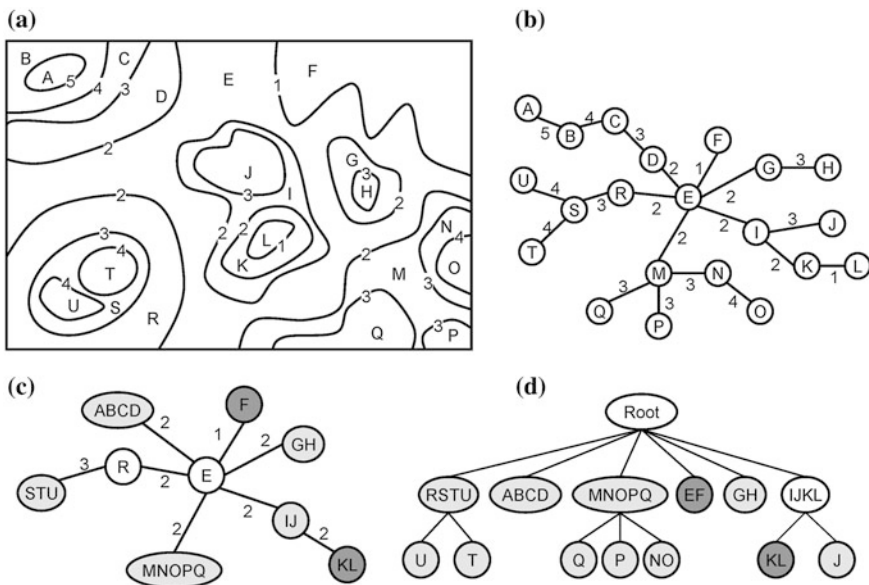 (a)
B
C
A
5
4
3
D
E
F
1
2
J
G
3
H
2
I
3
2
2
L
1
K
2
N
4
M
O
3
2
3
4
T
4
U
S
R
3
Q
3
P
(b)
A
5
B
4
C
3
D
2
F
1
G
3
H
U
4
S
3
R
2
E
2
2
I
3
J
T
4
2
2
K
1
L
M
3
N
Q
3
3
4
O
P
(c)
ABCD
2
F
1
2
GH
3
R
2
E
STU
2
IJ
2
2
KL
MNOPQ
(d)
Root
RSTU ABCD MNOPQ EF GH IJKL
U T Q P NO KL J